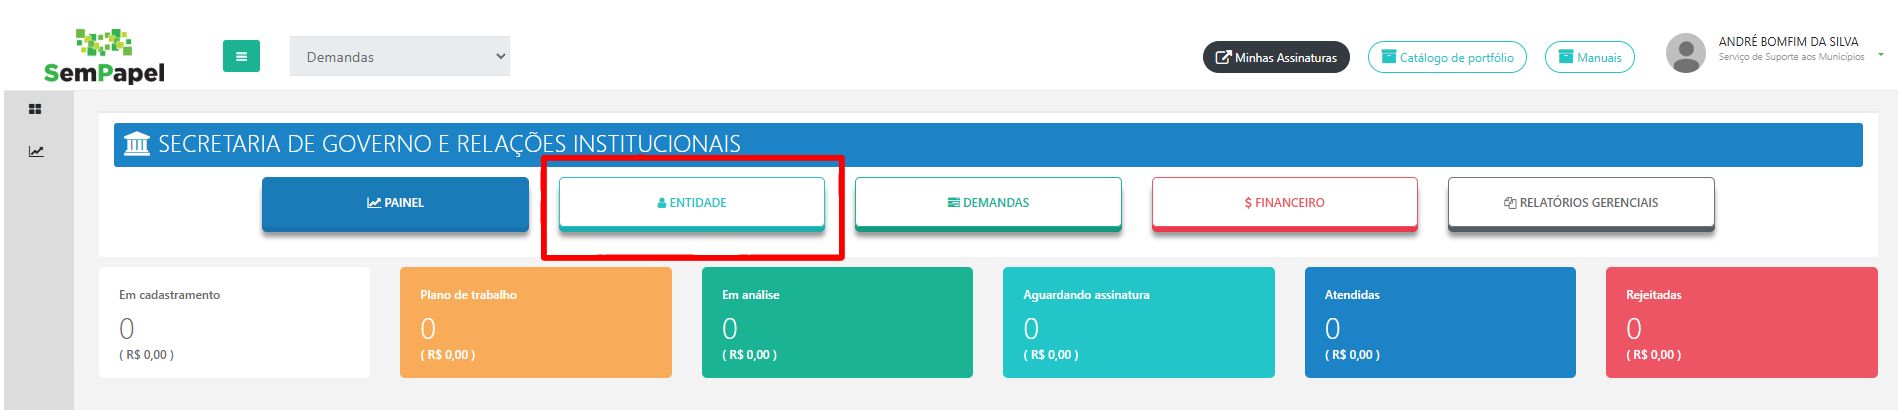 SemPapel
Demandas
Minhas Assinaturas
Catálogo de portfólio
Manuais
ANDRÉ BOMFIM DA SILVA
Serviço de Suporte aos Municípios
SECRETARIA DE GOVERNO E RELAÇÕES INSTITUCIONAIS
PAINEL
ENTIDADE
DEMANDAS
$ FINANCEIRO
RELATÓRIOS GERENCIAIS
Em cadastramento
0
( R$ 0,00 )
Plano de trabalho
0
( R$ 0,00 )
Em análise
0
( R$ 0,00 )
Aguardando assinatura
0
( R$ 0,00 )
Atendidas
0
( R$ 0,00 )
Rejeitadas
0
( R$ 0,00 )